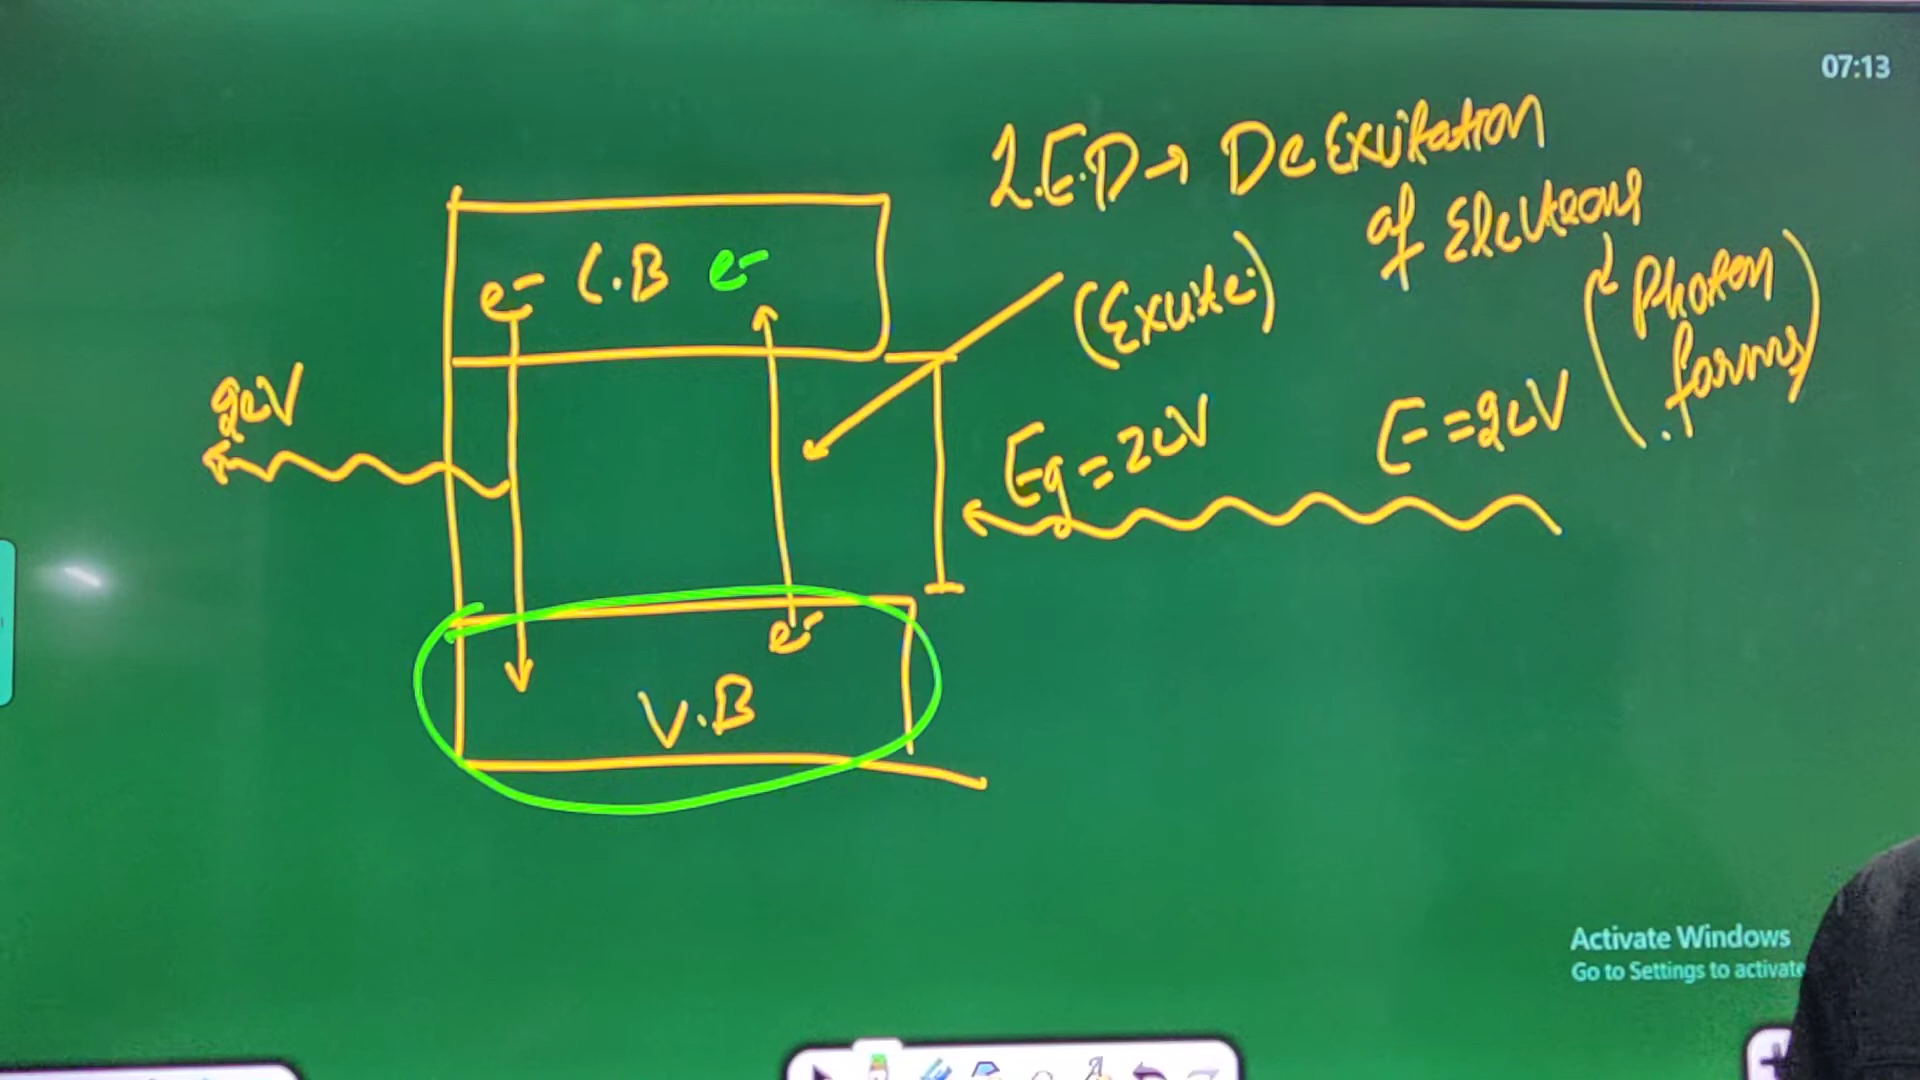 07:13
L.E.D → DeExcitation
of Electrons
(Photon
forms)
(Excite)
e- C.B e-
2eV
Eg = 2eV
E = 2eV
e-
V.B
Activate Windows
Go to Settings to activate